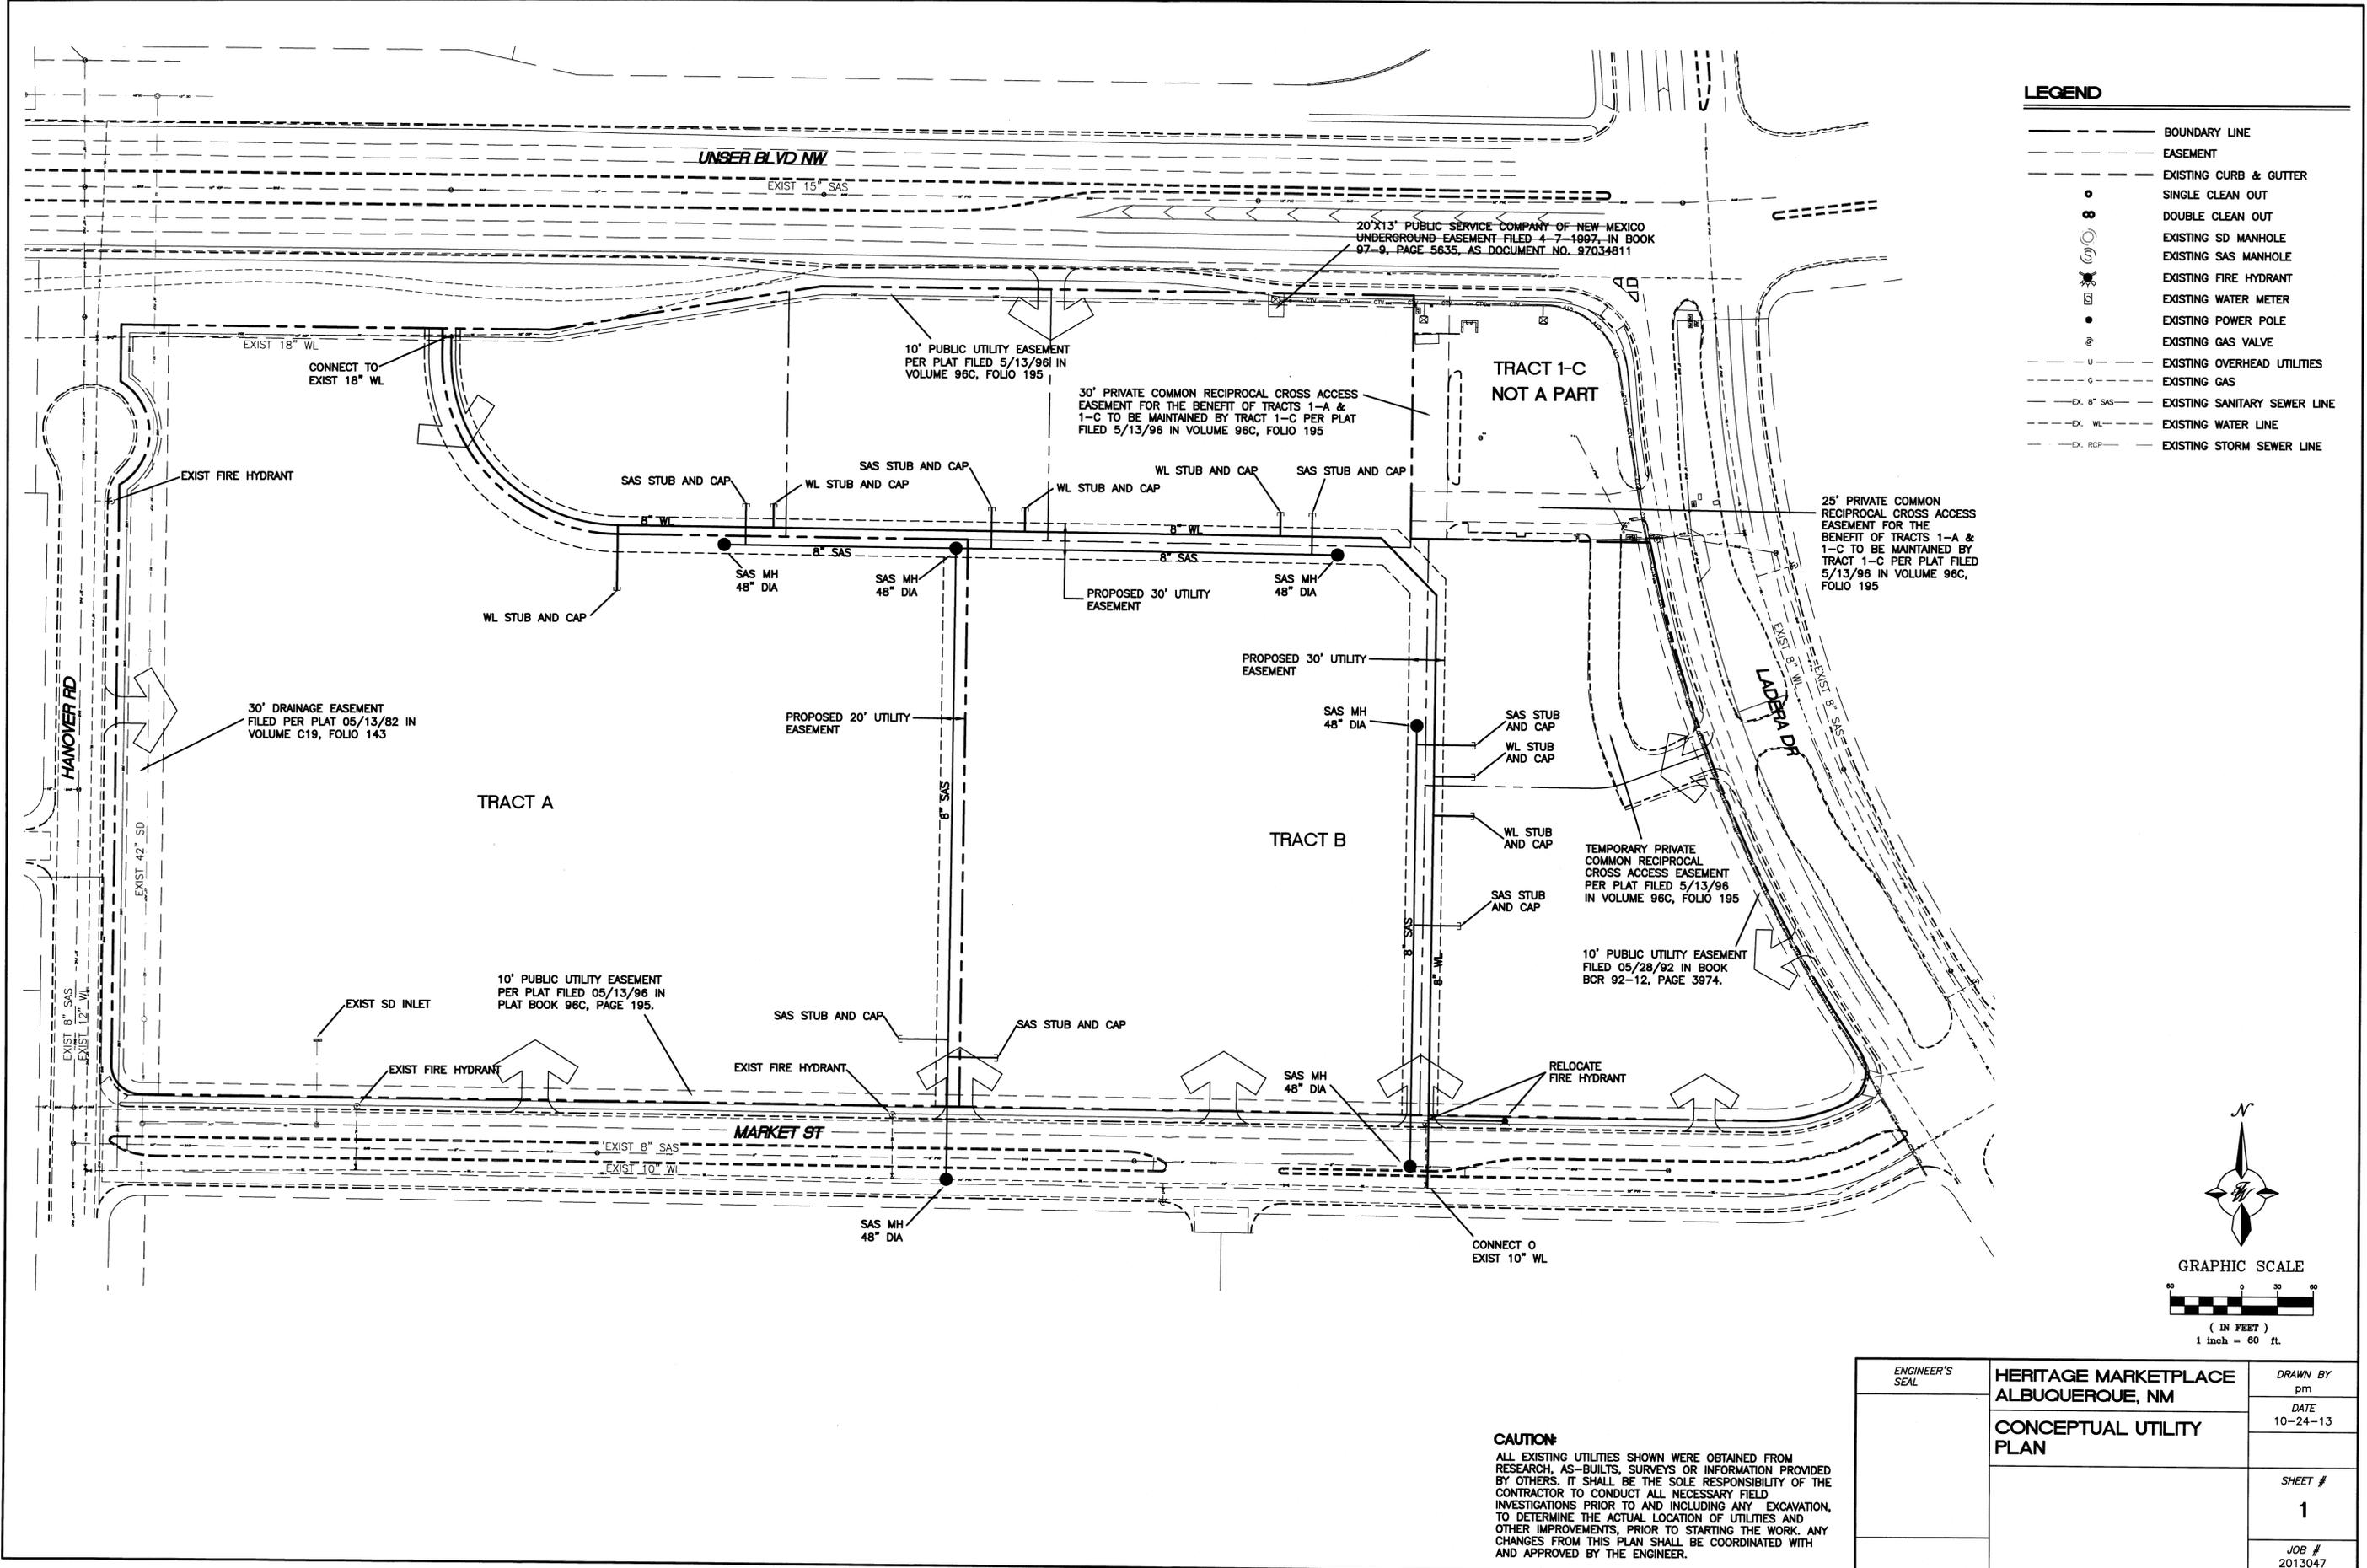 UNSER BLVD NW
EXIST 15" SAS
20'X13' PUBLIC SERVICE COMPANY OF NEW MEXICO
UNDERGROUND EASEMENT FILED 4-7-1997, IN BOOK
97-9, PAGE 5635, AS DOCUMENT NO. 97034811
EXIST 18" WL
CONNECT TO
EXIST 18" WL
10' PUBLIC UTILITY EASEMENT
PER PLAT FILED 5/13/96 IN
VOLUME 96C, FOLIO 195
30' PRIVATE COMMON RECIPROCAL CROSS ACCESS
EASEMENT FOR THE BENEFIT OF TRACTS 1-A &
1-C TO BE MAINTAINED BY TRACT 1-C PER PLAT
FILED 5/13/96 IN VOLUME 96C, FOLIO 195
TRACT 1-C
NOT A PART
EXIST FIRE HYDRANT
SAS STUB AND CAP
WL STUB AND CAP
SAS STUB AND CAP
WL STUB AND CAP
WL STUB AND CAP
SAS STUB AND CAP
25' PRIVATE COMMON
RECIPROCAL CROSS ACCESS
EASEMENT FOR THE
BENEFIT OF TRACTS 1-A &
1-C TO BE MAINTAINED BY
TRACT 1-C PER PLAT FILED
5/13/96 IN VOLUME 96C,
FOLIO 195
8" WL
8" WL
8" SAS
8" SAS
SAS MH
48" DIA
SAS MH
48" DIA
SAS MH
48" DIA
WL STUB AND CAP
PROPOSED 30' UTILITY
EASEMENT
PROPOSED 30' UTILITY
EASEMENT
EXIST 8" WL
EXIST 8" SAS
LADERA DR
HANOVER RD
30' DRAINAGE EASEMENT
FILED PER PLAT 05/13/82 IN
VOLUME C19, FOLIO 143
PROPOSED 20' UTILITY
EASEMENT
SAS MH
48" DIA
SAS STUB
AND CAP
WL STUB
AND CAP
WL STUB
AND CAP
SAS STUB
AND CAP
TRACT A
TRACT B
8" SAS
8" SAS
8" WL
EXIST 42" SD
TEMPORARY PRIVATE
COMMON RECIPROCAL
CROSS ACCESS EASEMENT
PER PLAT FILED 5/13/96
IN VOLUME 96C, FOLIO 195
10' PUBLIC UTILITY EASEMENT
FILED 05/28/92 IN BOOK
BCR 92-12, PAGE 3974.
EXIST 8" SAS
EXIST 12" WL
EXIST SD INLET
10' PUBLIC UTILITY EASEMENT
PER PLAT FILED 05/13/96 IN
PLAT BOOK 96C, PAGE 195.
SAS STUB AND CAP
SAS STUB AND CAP
EXIST FIRE HYDRANT
EXIST FIRE HYDRANT
SAS MH
48" DIA
RELOCATE
FIRE HYDRANT
MARKET ST
EXIST 8" SAS
EXIST 10" WL
SAS MH
48" DIA
CONNECT O
EXIST 10" WL
LEGEND
BOUNDARY LINE
EASEMENT
EXISTING CURB & GUTTER
SINGLE CLEAN OUT
DOUBLE CLEAN OUT
EXISTING SD MANHOLE
EXISTING SAS MANHOLE
EXISTING FIRE HYDRANT
EXISTING WATER METER
EXISTING POWER POLE
EXISTING GAS VALVE
U EXISTING OVERHEAD UTILITIES
G EXISTING GAS
EX. 8" SAS EXISTING SANITARY SEWER LINE
EX. WL EXISTING WATER LINE
EX. RCP EXISTING STORM SEWER LINE
N
GRAPHIC SCALE
60 0 30 60
( IN FEET )
1 inch = 60 ft.
CAUTION:
ALL EXISTING UTILITIES SHOWN WERE OBTAINED FROM
RESEARCH, AS-BUILTS, SURVEYS OR INFORMATION PROVIDED
BY OTHERS. IT SHALL BE THE SOLE RESPONSIBILITY OF THE
CONTRACTOR TO CONDUCT ALL NECESSARY FIELD
INVESTIGATIONS PRIOR TO AND INCLUDING ANY EXCAVATION,
TO DETERMINE THE ACTUAL LOCATION OF UTILITIES AND
OTHER IMPROVEMENTS, PRIOR TO STARTING THE WORK. ANY
CHANGES FROM THIS PLAN SHALL BE COORDINATED WITH
AND APPROVED BY THE ENGINEER.
ENGINEER'S
SEAL
HERITAGE MARKETPLACE
ALBUQUERQUE, NM
CONCEPTUAL UTILITY
PLAN
DRAWN BY
pm
DATE
10-24-13
SHEET #
1
JOB #
2013047